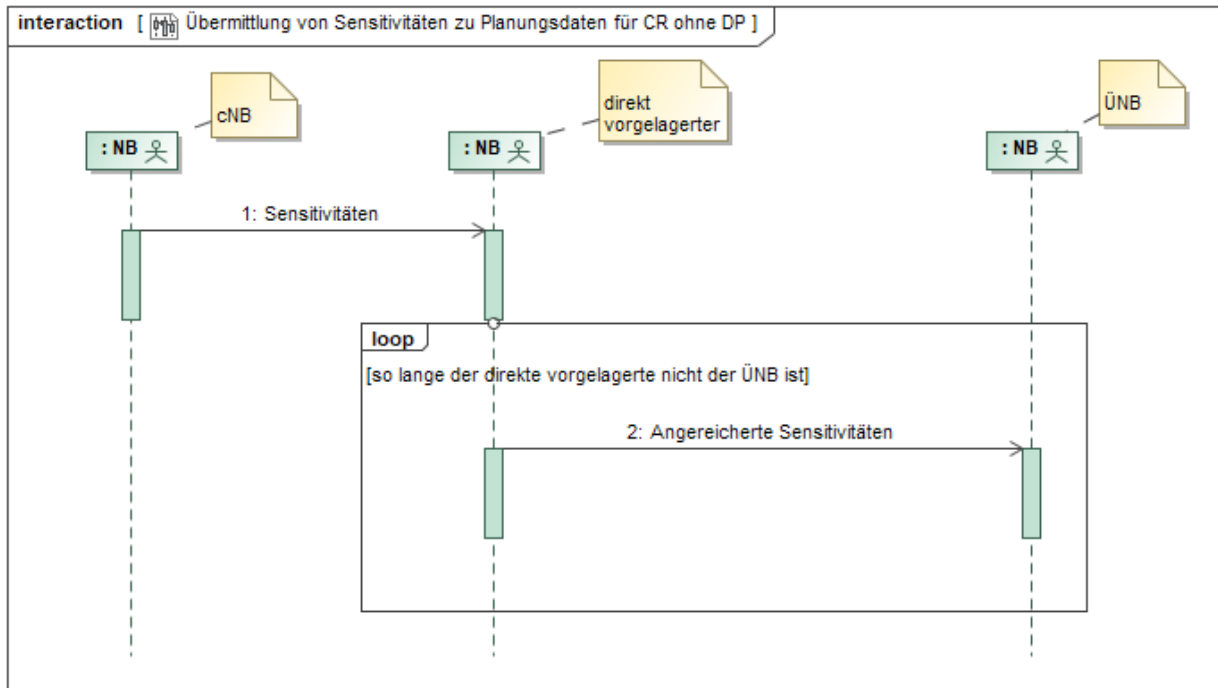 interaction [ Übermittlung von Sensitivitäten zu Planungsdaten für CR ohne DP ]
cNB
direkt
vorgelagerter
ÜNB
: NB
: NB
: NB
1: Sensitivitäten
loop
[so lange der direkte vorgelagerte nicht der ÜNB ist]
2: Angereicherte Sensitivitäten